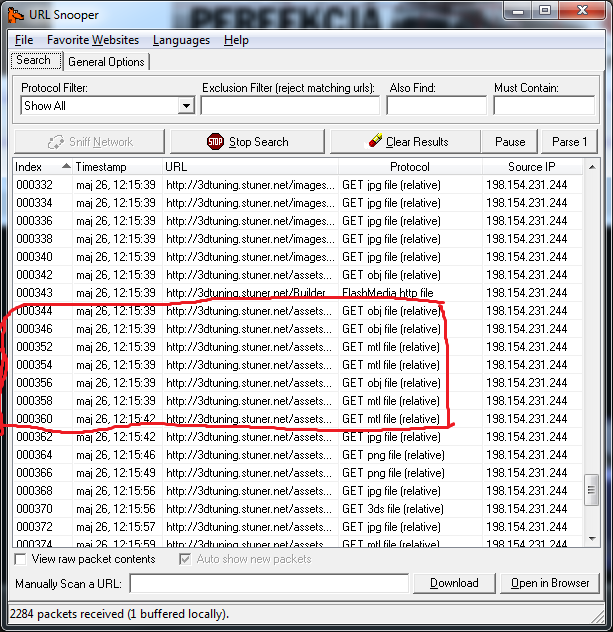 PERFEKCJA
URL Snooper
File Favorite Websites Languages Help
Search General Options
Protocol Filter: Exclusion Filter (reject matching urls): Also Find: Must Contain:
Show All
Sniff Network STOP Stop Search Clear Results Pause Parse 1
Index Timestamp URL Protocol Source IP
000332 maj 26, 12:15:39 http://3dtuning.stuner.net/images... GET jpg file (relative) 198.154.231.244
000334 maj 26, 12:15:39 http://3dtuning.stuner.net/images... GET jpg file (relative) 198.154.231.244
000336 maj 26, 12:15:39 http://3dtuning.stuner.net/images... GET jpg file (relative) 198.154.231.244
000338 maj 26, 12:15:39 http://3dtuning.stuner.net/images... GET jpg file (relative) 198.154.231.244
000340 maj 26, 12:15:39 http://3dtuning.stuner.net/images... GET jpg file (relative) 198.154.231.244
000342 maj 26, 12:15:39 http://3dtuning.stuner.net/assets... GET obj file (relative) 198.154.231.244
000343 maj 26, 12:15:39 http://3dtuning.stuner.net/Builder... FlashMedia http file 198.154.231.244
000344 maj 26, 12:15:39 http://3dtuning.stuner.net/assets... GET obj file (relative) 198.154.231.244
000346 maj 26, 12:15:39 http://3dtuning.stuner.net/assets... GET obj file (relative) 198.154.231.244
000352 maj 26, 12:15:39 http://3dtuning.stuner.net/assets... GET mtl file (relative) 198.154.231.244
000354 maj 26, 12:15:39 http://3dtuning.stuner.net/assets... GET mtl file (relative) 198.154.231.244
000356 maj 26, 12:15:39 http://3dtuning.stuner.net/assets... GET obj file (relative) 198.154.231.244
000358 maj 26, 12:15:39 http://3dtuning.stuner.net/assets... GET mtl file (relative) 198.154.231.244
000360 maj 26, 12:15:42 http://3dtuning.stuner.net/assets... GET mtl file (relative) 198.154.231.244
000362 maj 26, 12:15:42 http://3dtuning.stuner.net/assets... GET jpg file (relative) 198.154.231.244
000364 maj 26, 12:15:46 http://3dtuning.stuner.net/assets... GET png file (relative) 198.154.231.244
000366 maj 26, 12:15:49 http://3dtuning.stuner.net/assets... GET png file (relative) 198.154.231.244
000368 maj 26, 12:15:56 http://3dtuning.stuner.net/assets... GET jpg file (relative) 198.154.231.244
000370 maj 26, 12:15:56 http://3dtuning.stuner.net/assets... GET 3ds file (relative) 198.154.231.244
000372 maj 26, 12:15:57 http://3dtuning.stuner.net/assets... GET jpg file (relative) 198.154.231.244
000374 maj 26, 12:15:59 http://3dtuning.stuner.net/assets... GET mtl file (relative) 198.154.231.244
View raw packet contents Auto show new packets
Manually Scan a URL: Download Open in Browser
2284 packets received (1 buffered locally).